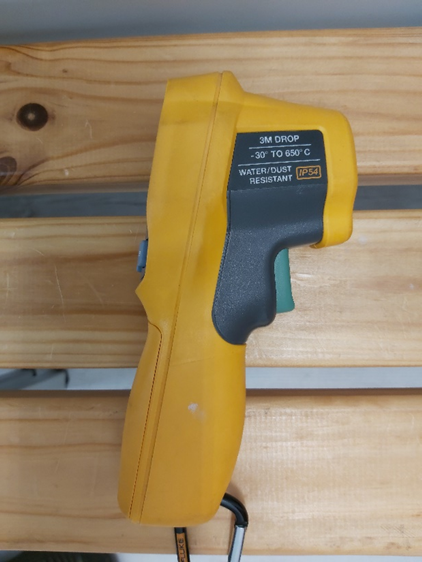 3M DROP
-30° TO 650°C
WATER/DUST
RESISTANT IP54